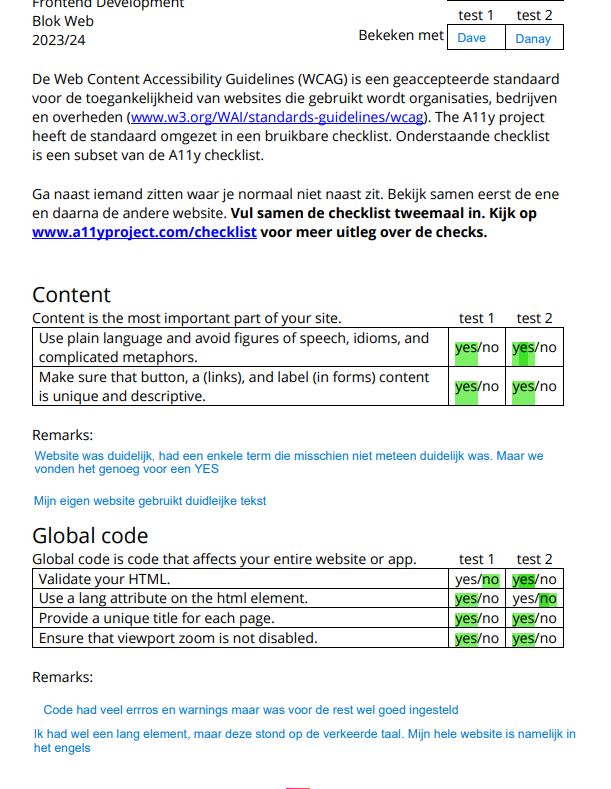 Frontend Development
Blok Web
test 1 test 2
2023/24
Bekeken met Dave Danay
De Web Content Accessibility Guidelines (WCAG) is een geaccepteerde standaard
voor de toegankelijkheid van websites die gebruikt wordt organisaties, bedrijven
en overheden (www.w3.org/WAI/standards-guidelines/wcag). The A11y project
heeft de standaard omgezet in een bruikbare checklist. Onderstaande checklist
is een subset van de A11y checklist.
Ga naast iemand zitten waar je normaal niet naast zit. Bekijk samen eerst de ene
en daarna de andere website. Vul samen de checklist tweemaal in. Kijk op
www.a11yproject.com/checklist voor meer uitleg over de checks.
Content
Content is the most important part of your site. test 1 test 2
Use plain language and avoid figures of speech, idioms, and
complicated metaphors. yes/no yes/no
Make sure that button, a (links), and label (in forms) content
is unique and descriptive. yes/no yes/no
Remarks:
Website was duidelijk, had een enkele term die misschien niet meteen duidelijk was. Maar we
vonden het genoeg voor een YES
Mijn eigen website gebruikt duidleijke tekst
Global code
Global code is code that affects your entire website or app. test 1 test 2
Validate your HTML. yes/no yes/no
Use a lang attribute on the html element. yes/no yes/no
Provide a unique title for each page. yes/no yes/no
Ensure that viewport zoom is not disabled. yes/no yes/no
Remarks:
Code had veel errros en warnings maar was voor de rest wel goed ingesteld
Ik had wel een lang element, maar deze stond op de verkeerde taal. Mijn hele website is namelijk in
het engels